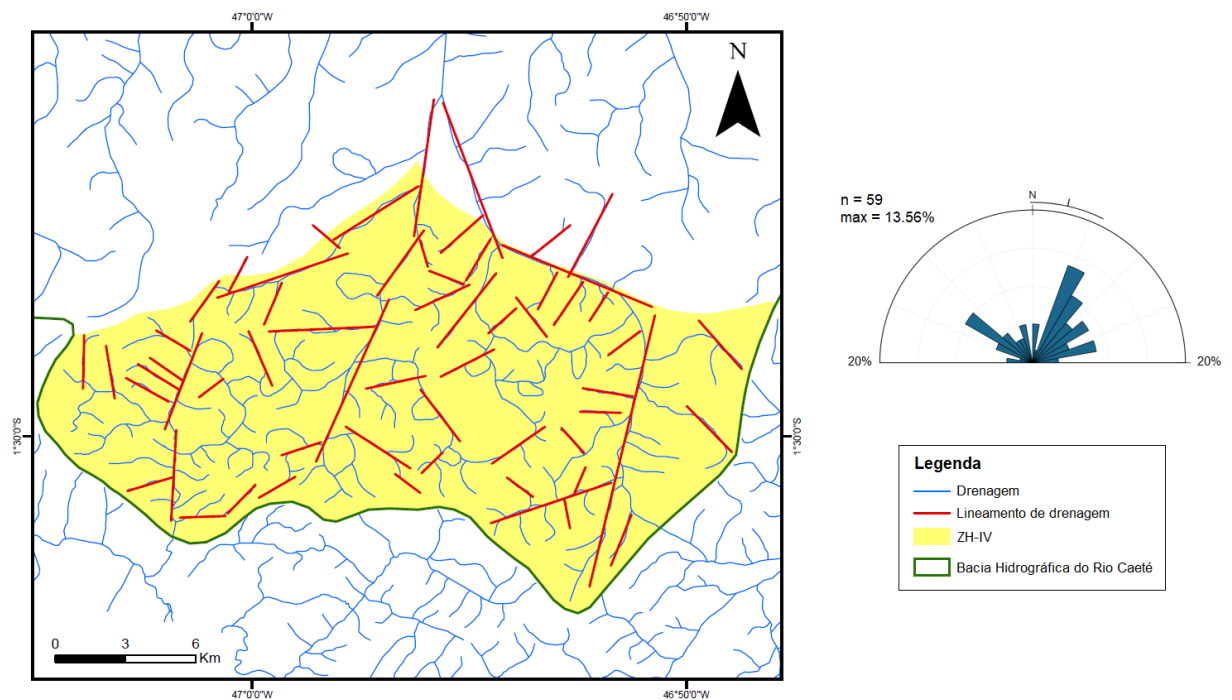 47°0'0"W
46°50'0"W
N
1°30'0"S
1°30'0"S
0 3 6
Km
47°0'0"W
46°50'0"W
n = 59
max = 13.56%
N
20%
20%
Legenda
Drenagem
Lineamento de drenagem
ZH-IV
Bacia Hidrográfica do Rio Caeté